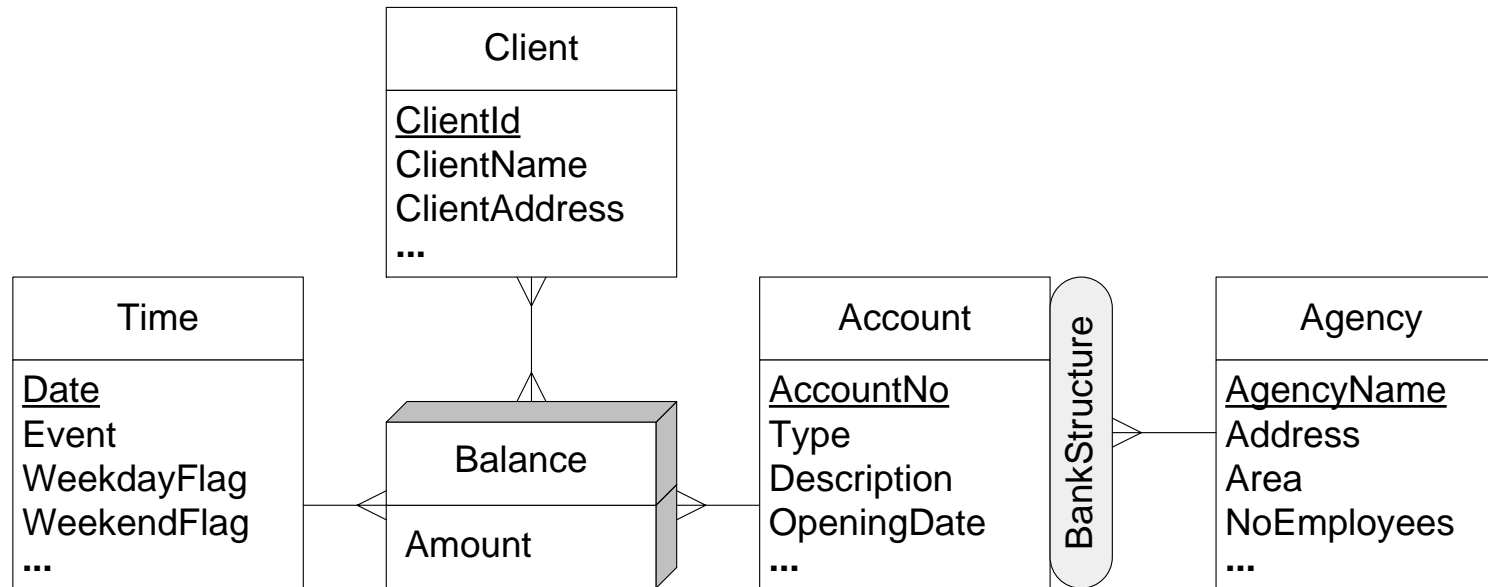 Client
ClientId
ClientName
ClientAddress
...
Time
Date
Event
WeekdayFlag
WeekendFlag
...
Balance
Amount
Account
AccountNo
Type
Description
OpeningDate
...
BankStructure
Agency
AgencyName
Address
Area
NoEmployees
...